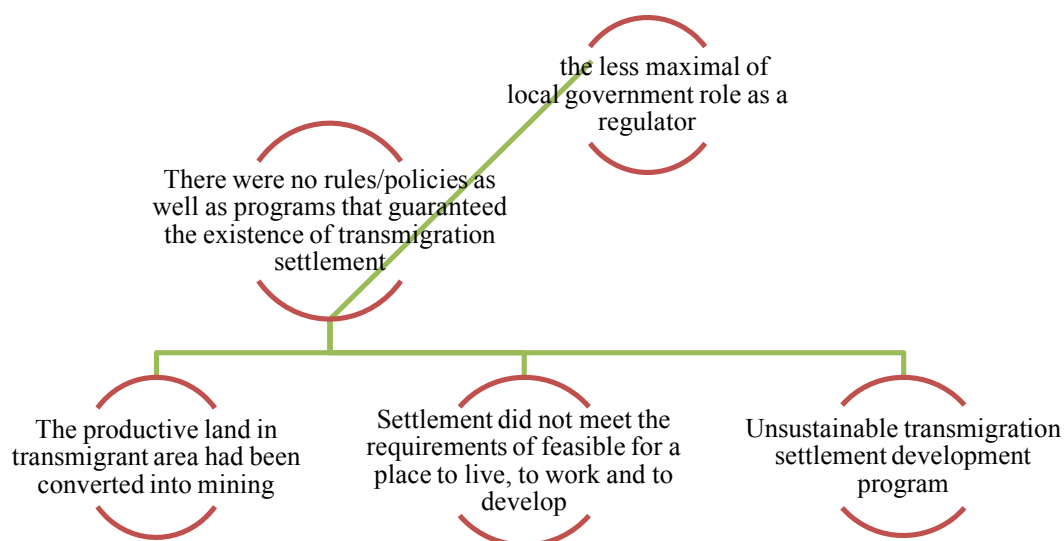 the less maximal of
local government role as a
regulator
There were no rules/policies as
well as programs that guaranteed
the existence of transmigration
settlement
The productive land in
transmigrant area had been
converted into mining
Settlement did not meet the
requirements of feasible for a
place to live, to work and to
develop
Unsustainable transmigration
settlement development
program